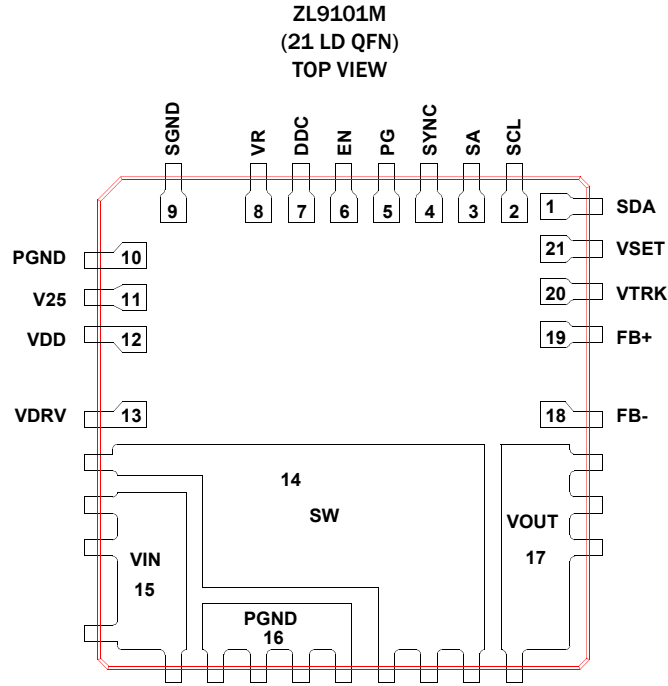 ZL9101M
(21 LD QFN)
TOP VIEW
SGND
VR
DDC
EN
PG
SYNC
SA
SCL
9
8
7
6
5
4
3
2
1 SDA
21 VSET
20 VTRK
19 FB+
18 FB-
PGND 10
V25 11
VDD 12
VDRV 13
14
SW
VIN
15
PGND
16
VOUT
17